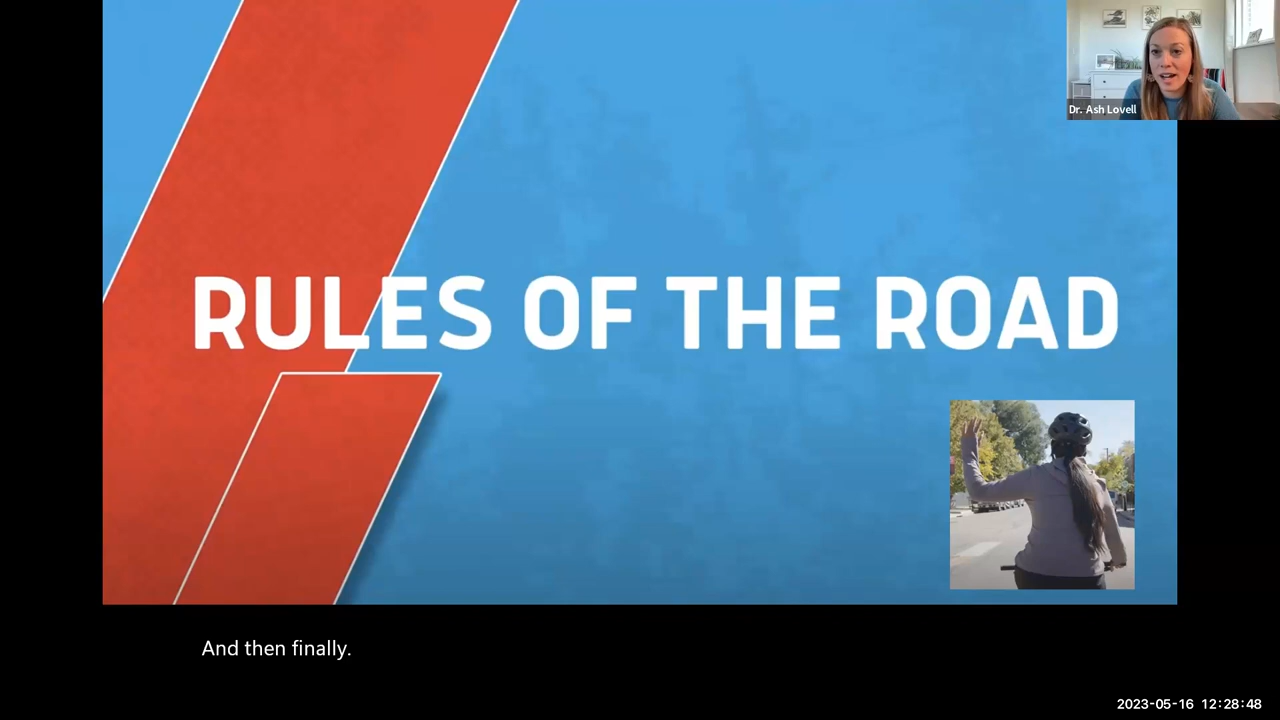 Dr. Ash Lovell
RULES OF THE ROAD
And then finally.
2023-05-16 12:28:48